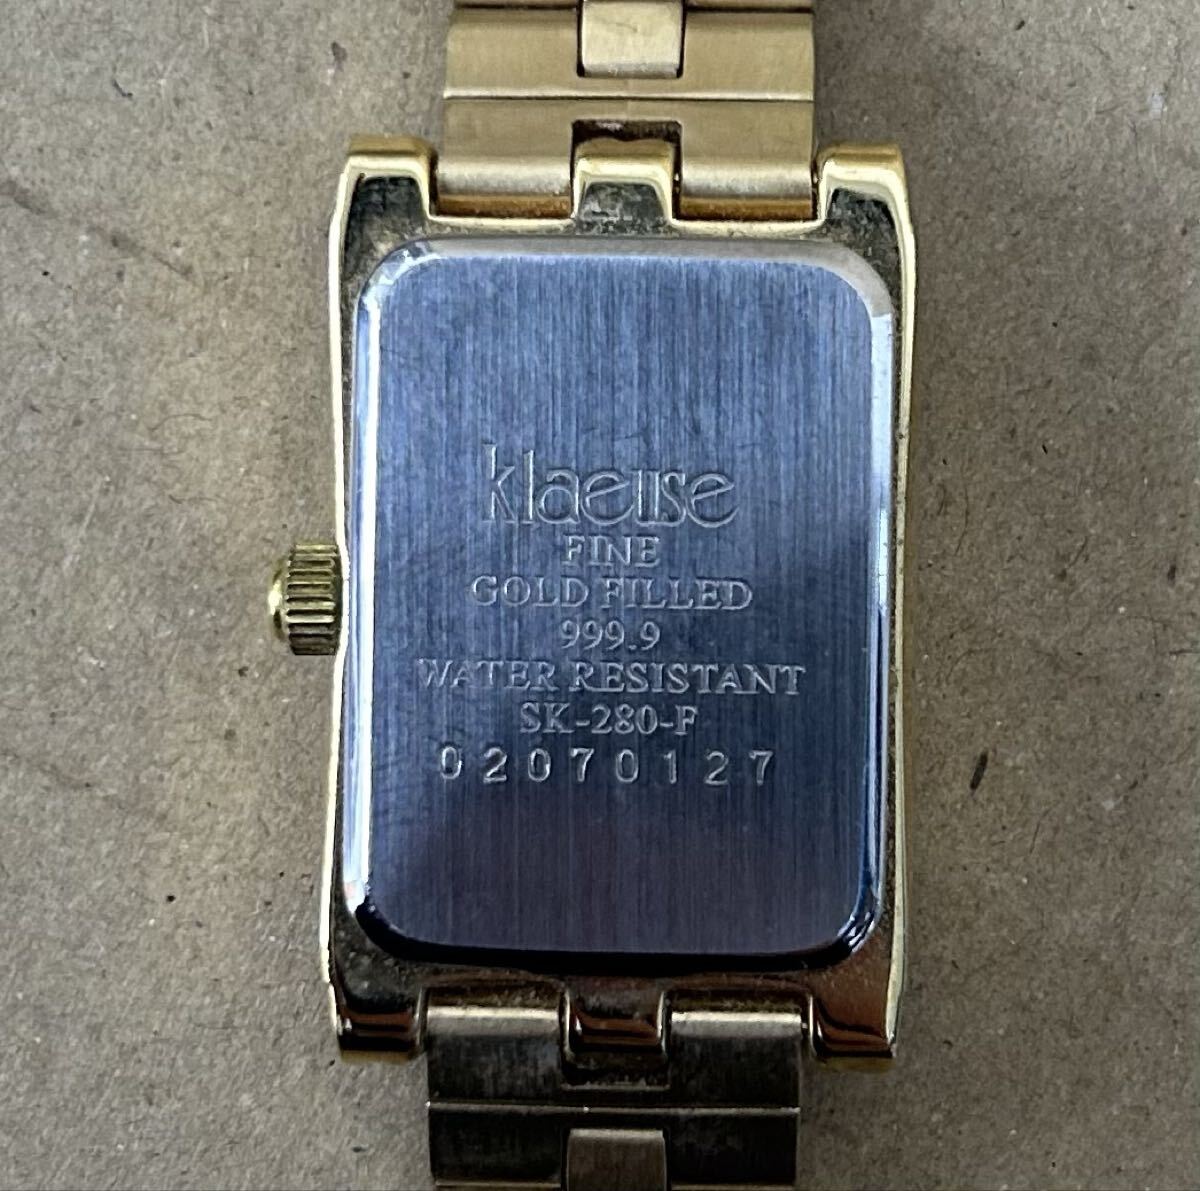 klaeuse
FINE
GOLD FILLED
999.9
WATER RESISTANT
SK-280-F
02070127